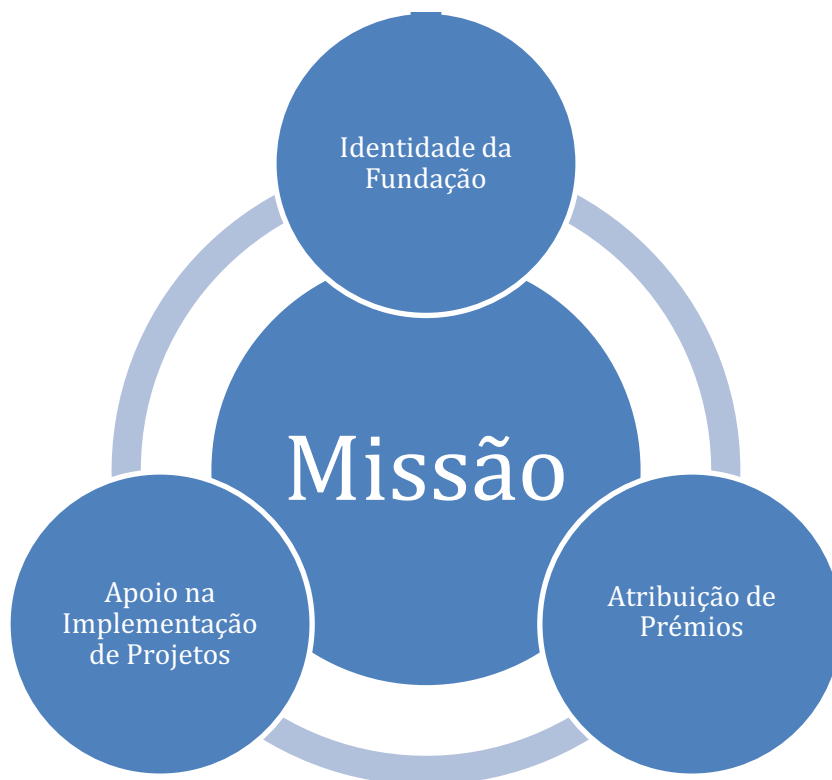 Identidade da
Fundação
Missão
Apoio na
Implementação
de Projetos
Atribuição de
Prémios